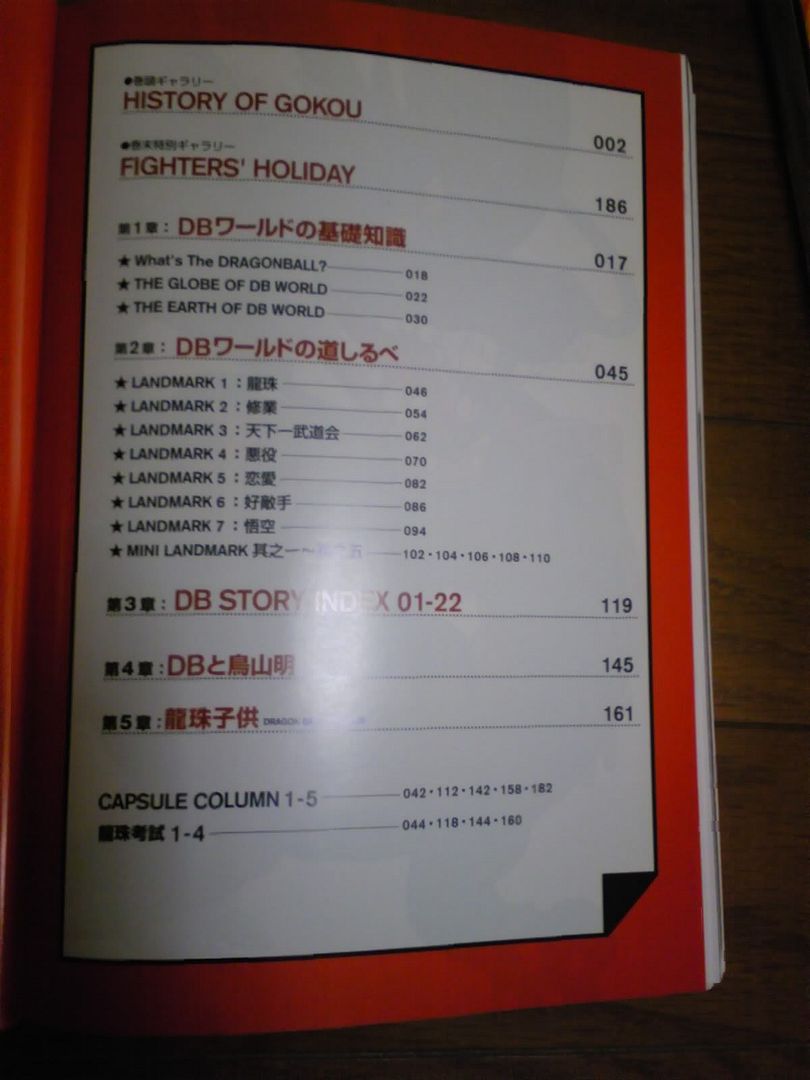 ●巻頭ギャラリー
HISTORY OF GOKOU 002
●巻末特別ギャラリー
FIGHTERS' HOLIDAY 186
第1章：DBワールドの基礎知識 017
★What's The DRAGONBALL? 018
★THE GLOBE OF DB WORLD 022
★THE EARTH OF DB WORLD 030
第2章：DBワールドの道しるべ 045
★LANDMARK 1：龍珠 046
★LANDMARK 2：修業 054
★LANDMARK 3：天下一武道会 062
★LANDMARK 4：悪役 070
★LANDMARK 5：恋愛 082
★LANDMARK 6：好敵手 086
★LANDMARK 7：悟空 094
★MINI LANDMARK 其之一〜其之五 102・104・106・108・110
第3章：DB STORY INDEX 01-22 119
第4章：DBと鳥山明 145
第5章：龍珠子供 161
CAPSULE COLUMN 1-5 042・112・142・158・182
龍珠考試 1-4 044・118・144・160